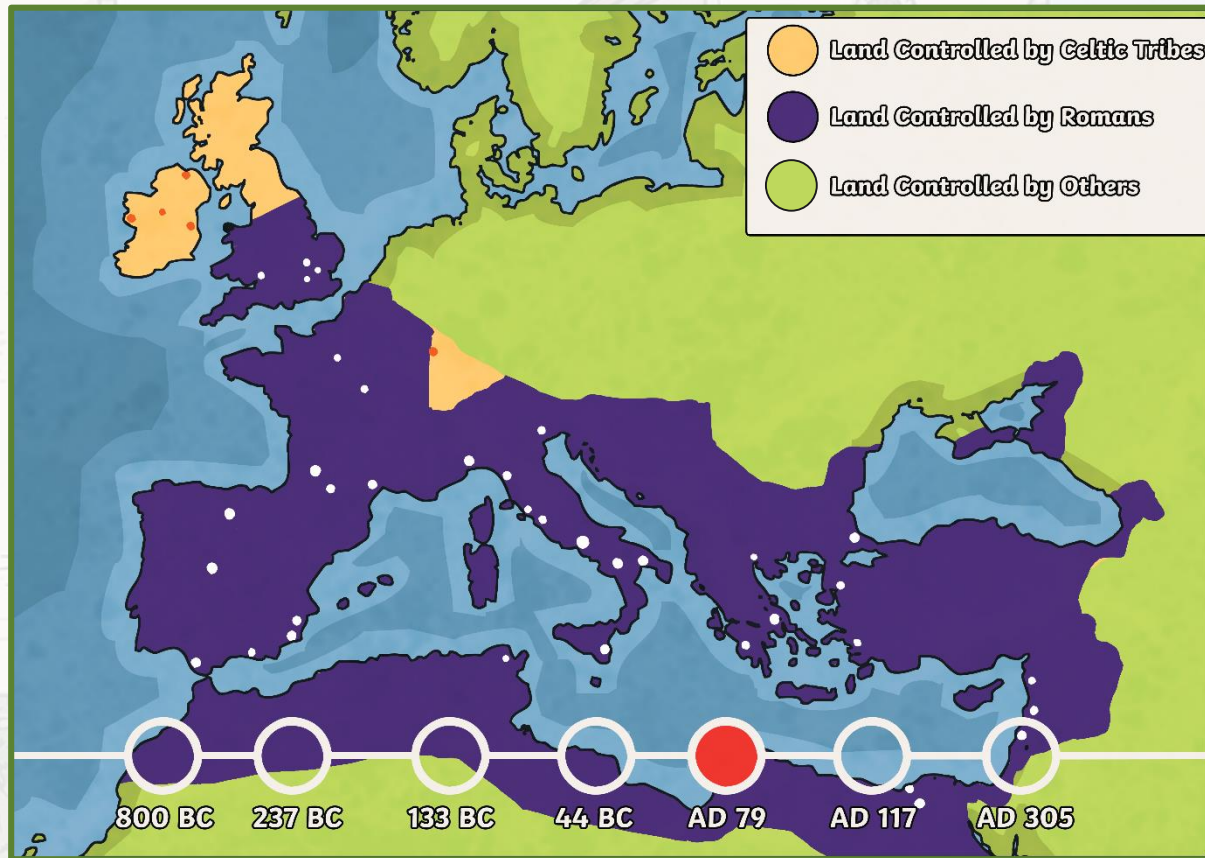 Land Controlled by Celtic Tribes
Land Controlled by Romans
Land Controlled by Others
800 BC 237 BC 133 BC 44 BC AD 79 AD 117 AD 305